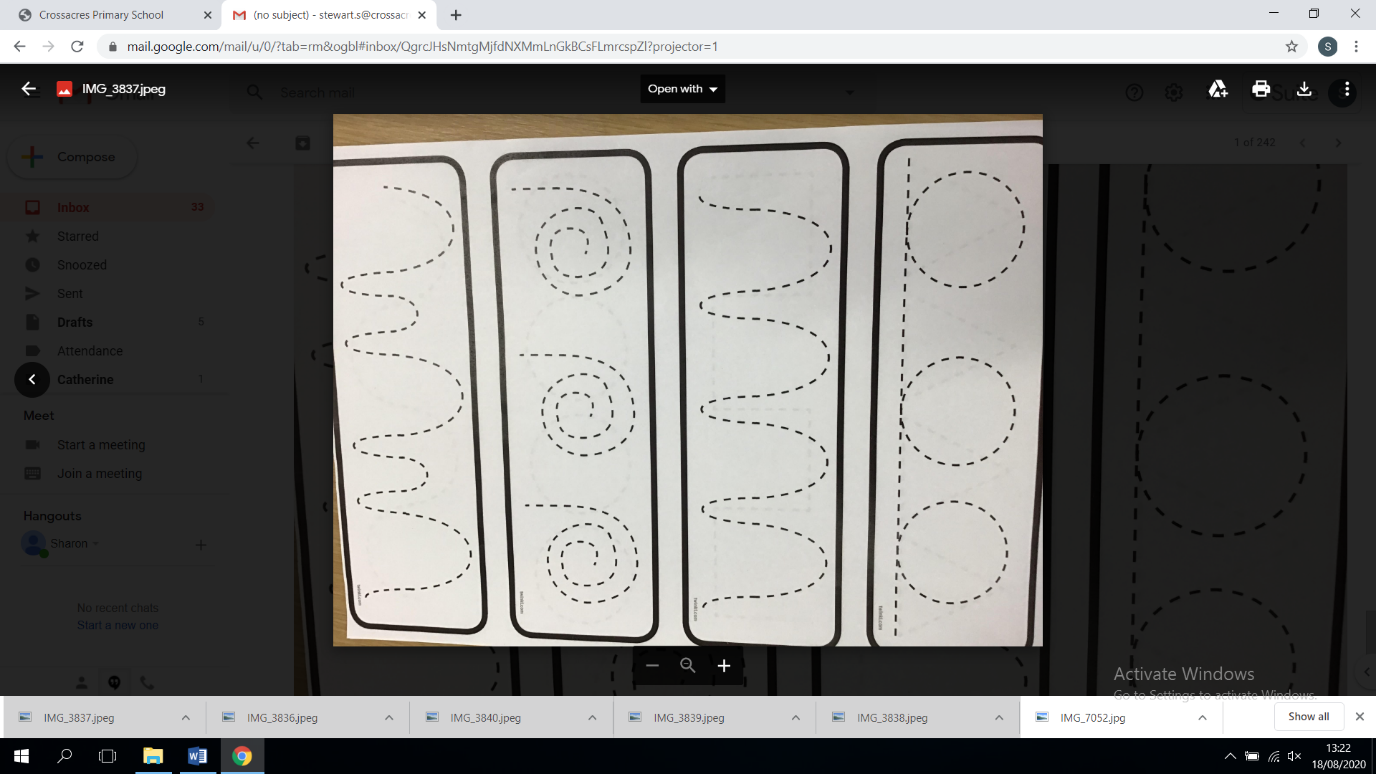 Crossacres Primary School
(no subject) - stewart.s@crossacr
mail.google.com/mail/u/0/?tab=rm&ogbl#inbox/QgrcJHsNmtgMjfdNXMmLnGkBCsFLmrcspZl?projector=1
S
IMG_3837.jpeg
Open with
Search mail
Compose
1 of 242
Inbox 33
Starred
Snoozed
Sent
Drafts 5
Attendance
Catherine 1
Meet
Start a meeting
Join a meeting
Hangouts
Sharon
No recent chats
Start a new one
Activate Windows
Go to Settings to activate Windows.
IMG_3837.jpeg
IMG_3836.jpeg
IMG_3840.jpeg
IMG_3839.jpeg
IMG_3838.jpeg
IMG_7052.jpg
Show all
13:22
18/08/2020